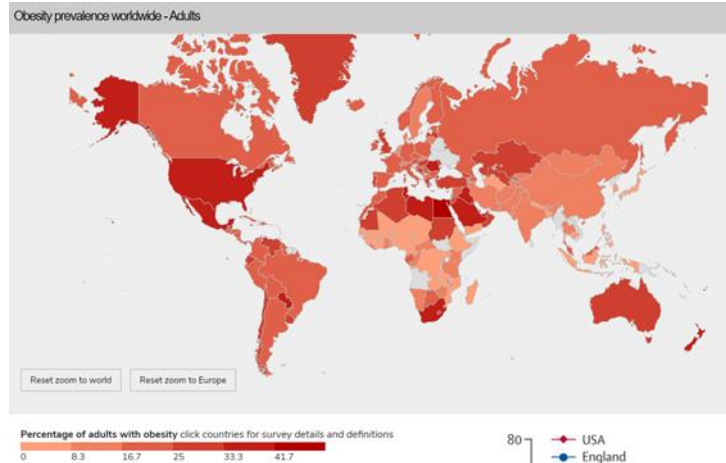 Obesity prevalence worldwide - Adults
Reset zoom to world
Reset zoom to Europe
Percentage of adults with obesity click countries for survey details and definitions
0 8.3 16.7 25 33.3 41.7
80
USA
England